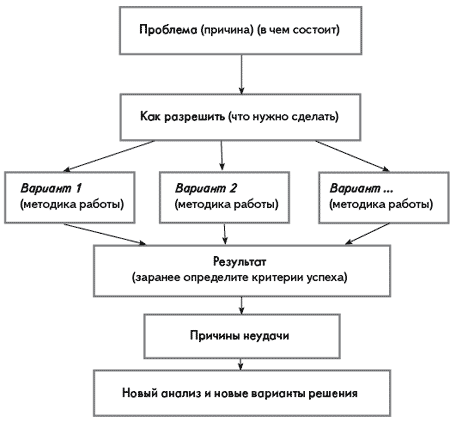 Проблема (причина) (в чем состоит)
Как разрешить (что нужно сделать)
Вариант 1
(методика работы)
Вариант 2
(методика работы)
Вариант ...
(методика работы)
Результат
(заранее определите критерии успеха)
Причины неудачи
Новый анализ и новые варианты решения